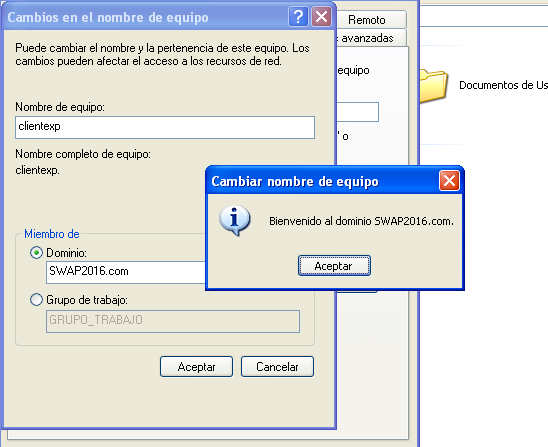 Cambios en el nombre de equipo
Puede cambiar el nombre y la pertenencia de este equipo. Los
cambios pueden afectar el acceso a los recursos de red.
Nombre de equipo:
clientexp
Nombre completo de equipo:
clientexp.
Miembro de
Dominio:
SWAP2016.com
Grupo de trabajo:
GRUPO_TRABAJO
Aceptar
Cancelar
Remoto
avanzadas
equipo
o
Cambiar nombre de equipo
Bienvenido al dominio SWAP2016.com.
Aceptar
Documentos de Us